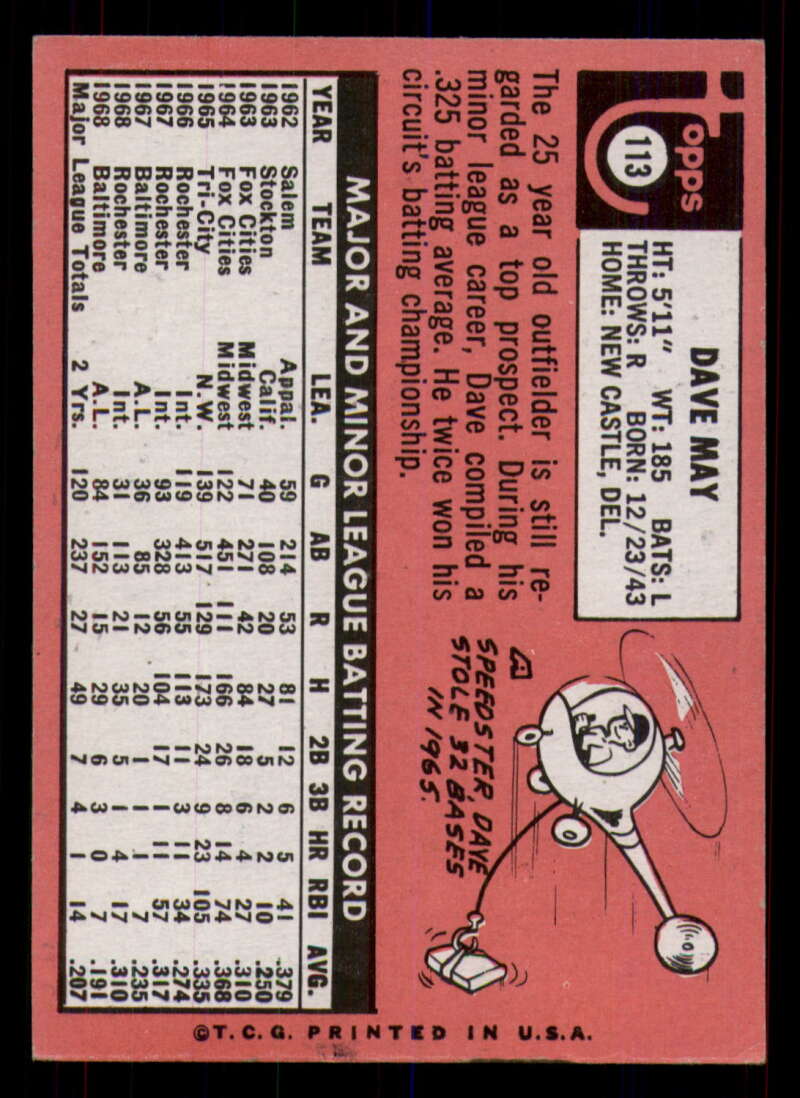 Topps
113
DAVE MAY
HT: 5'11" WT: 185 BATS: L
THROWS: R BORN: 12/23/43
HOME: NEW CASTLE, DEL.
The 25 year old outfielder is still re-
garded as a top prospect. During his
minor league career, Dave compiled a
.325 batting average. He twice won his
circuit's batting championship.
A
SPEEDSTER, DAVE
STOLE 32 BASES
IN 1965.
MAJOR AND MINOR LEAGUE BATTING RECORD
YEAR TEAM LEA. G AB R H 2B 3B HR RBI AVG.
1962 Salem Appal. 59 214 53 81 12 6 5 41 .379
1963 Stockton Calif. 40 108 20 27 5 2 2 10 .250
1963 Fox Cities Midwest 71 271 42 84 18 6 4 27 .310
1964 Fox Cities Midwest 122 451 111 166 26 8 14 74 .368
1965 Tri-City N.W. 139 517 129 173 24 9 23 105 .335
1966 Rochester Int. 119 413 55 113 11 3 11 34 .274
1967 Rochester Int. 93 328 56 104 17 1 11 57 .317
1967 Baltimore A.L. 36 85 12 20 1 1 1 7 .235
1968 Rochester Int. 31 113 21 35 5 1 4 17 .310
1968 Baltimore A.L. 84 152 15 29 6 3 0 7 .191
Major League Totals 2 Yrs. 120 237 27 49 7 4 1 14 .207
©T.C.G. PRINTED IN U.S.A.